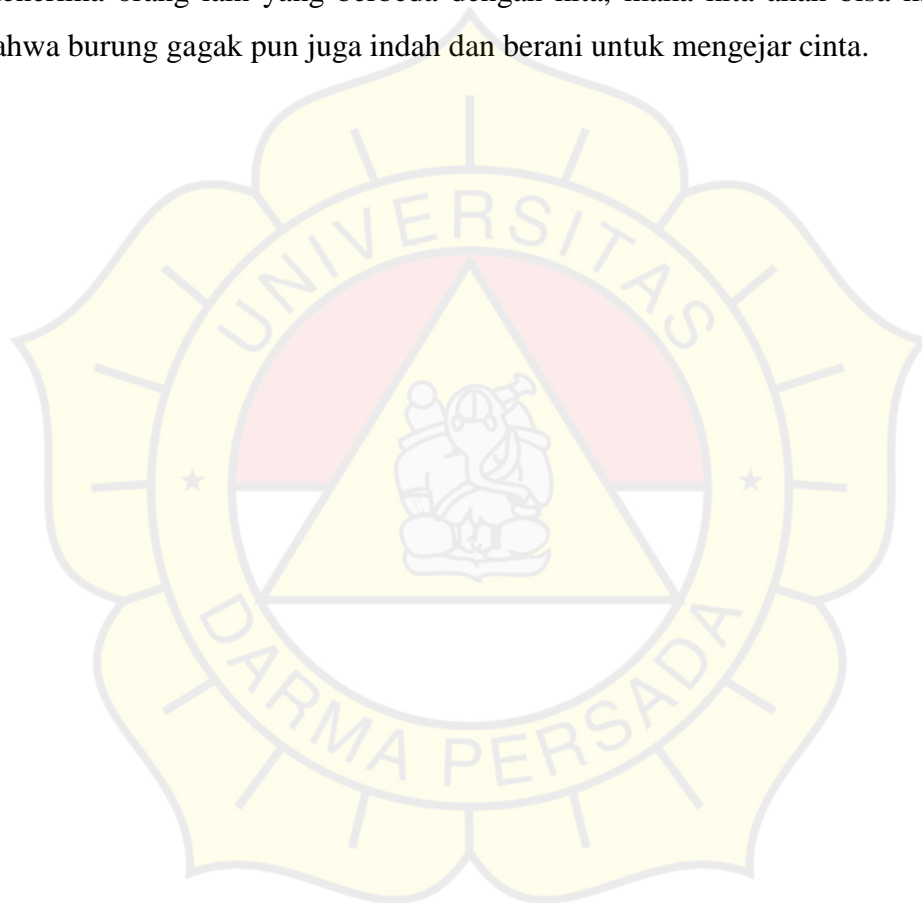 orang lain yang berbeda dengan kita, maka kita akan bisa
burung gagak pun juga indah dan berani untuk mengejar cinta.
UNIVERSITAS
DARMA PERSADA